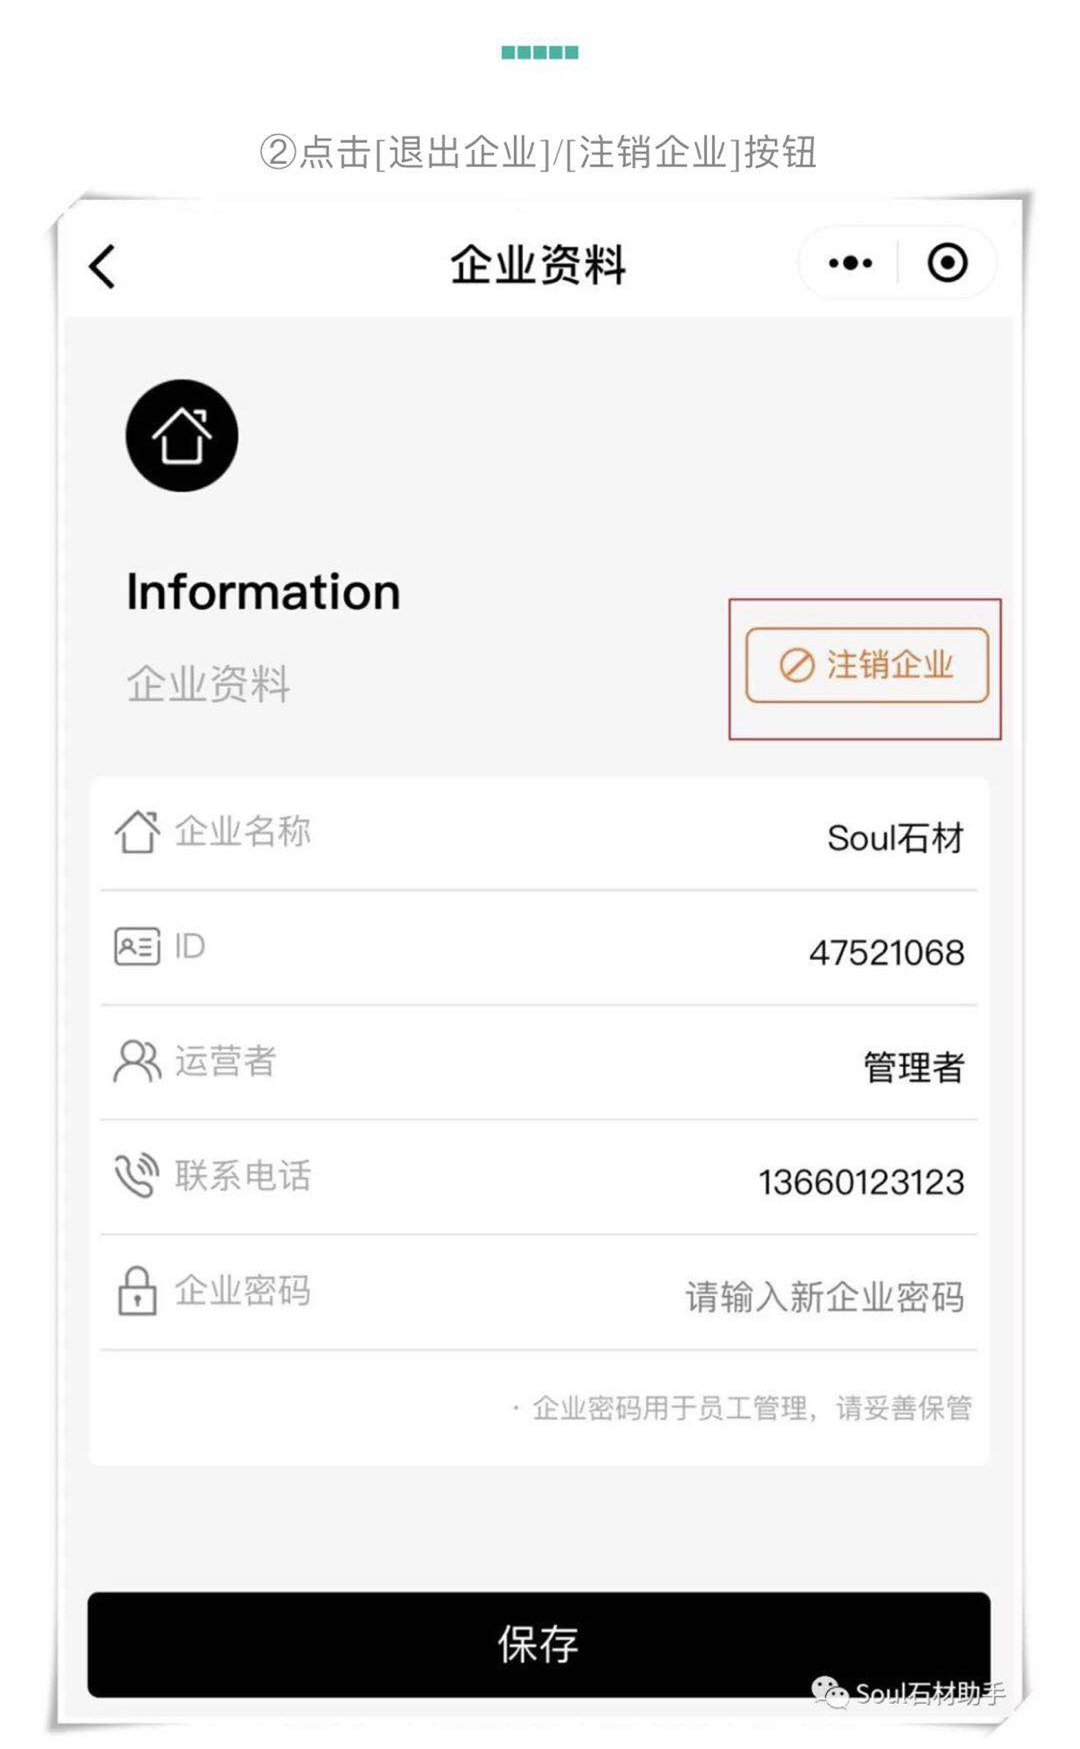 ②点击[退出企业]/[注销企业]按钮
企业资料
Information
企业资料
注销企业
企业名称 Soul石材
ID 47521068
运营者 管理者
联系电话 13660123123
企业密码 请输入新企业密码
· 企业密码用于员工管理，请妥善保管
保存
Soul石材助手